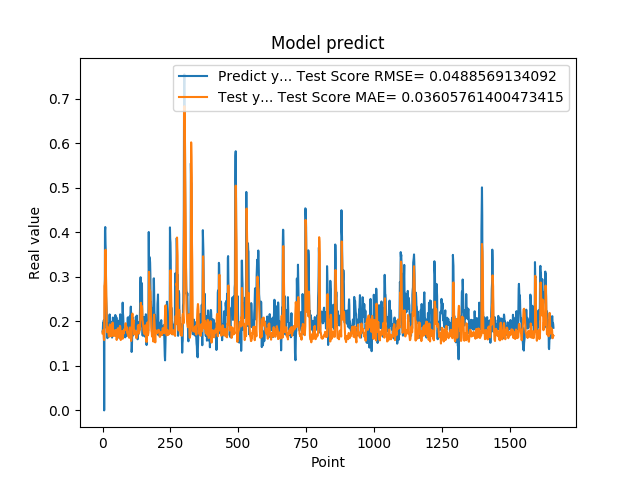 Model predict
Predict y... Test Score RMSE= 0.0488569134092
Test y... Test Score MAE= 0.03605761400473415
Real value
0.7
0.6
0.5
0.4
0.3
0.2
0.1
0.0
0 250 500 750 1000 1250 1500
Point